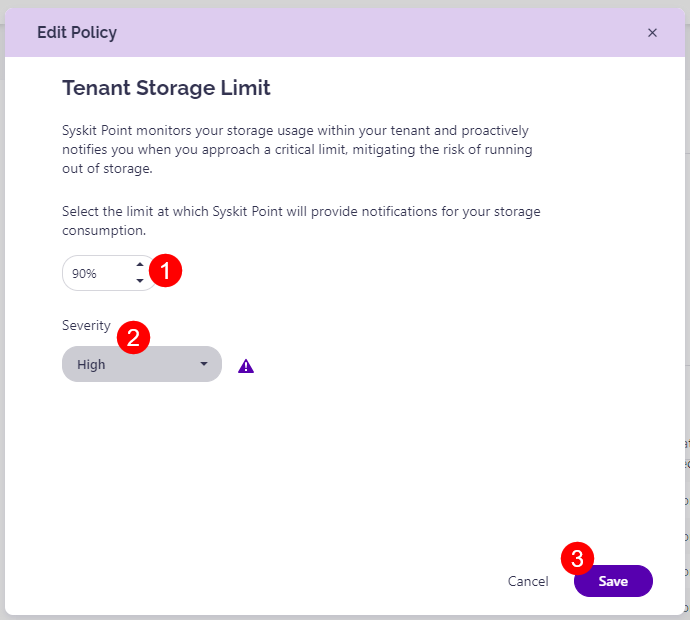 Edit Policy
Tenant Storage Limit
Syskit Point monitors your storage usage within your tenant and proactively
notifies you when you approach a critical limit, mitigating the risk of running
out of storage.
Select the limit at which Syskit Point will provide notifications for your storage
consumption.
90%
1
Severity
2
High
3
Cancel
Save